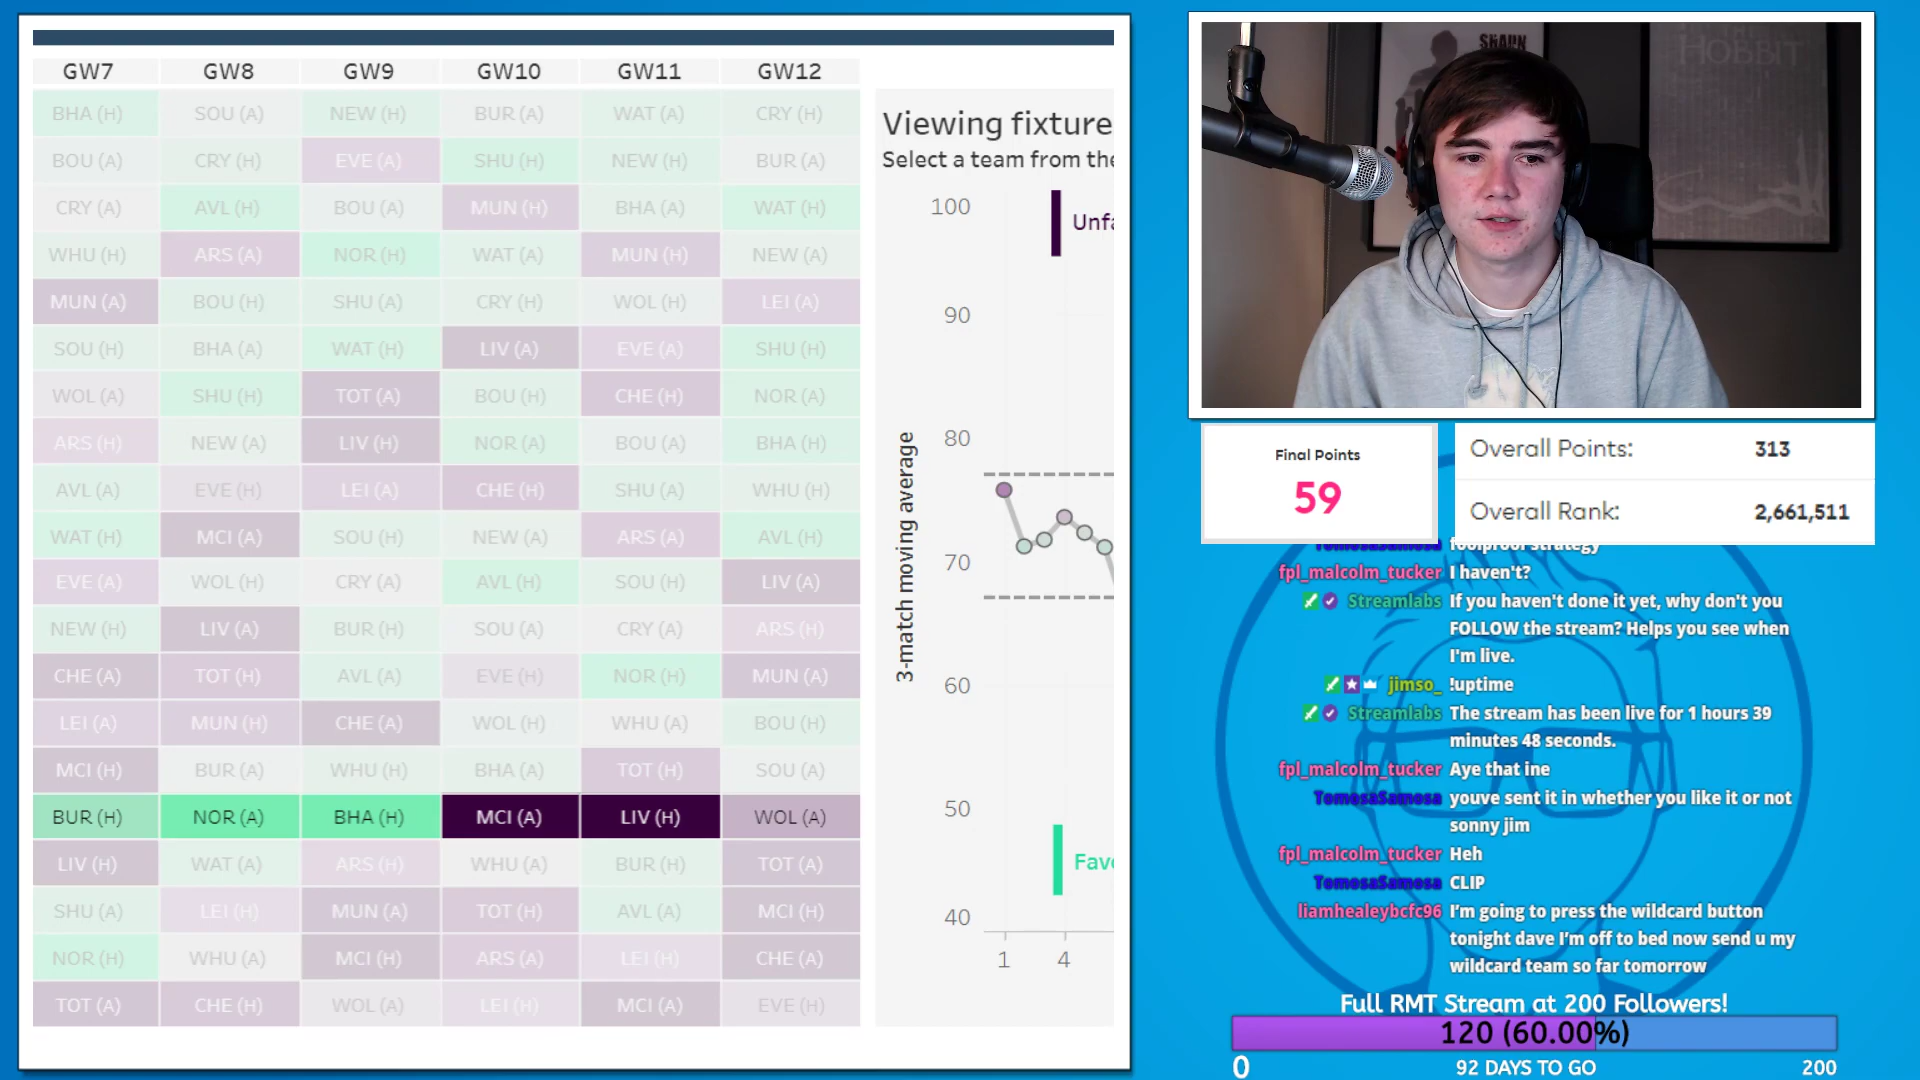 GW7 GW8 GW9 GW10 GW11 GW12
BHA (H) SOU (A) NEW (H) BUR (A) WAT (A) CRY (H)
BOU (A) CRY (H) EVE (A) SHU (H) NEW (H) BUR (A)
CRY (A) AVL (H) BOU (A) MUN (H) BHA (A) WAT (H)
WHU (H) ARS (A) NOR (H) WAT (A) MUN (H) NEW (A)
MUN (A) BOU (H) SHU (A) CRY (H) WOL (H) LEI (A)
SOU (H) BHA (A) WAT (H) LIV (A) EVE (A) SHU (H)
WOL (A) SHU (H) TOT (A) BOU (H) CHE (H) NOR (A)
ARS (H) NEW (A) LIV (H) NOR (A) BOU (A) BHA (H)
AVL (A) EVE (H) LEI (A) CHE (H) SHU (A) WHU (H)
WAT (H) MCI (A) SOU (H) NEW (A) ARS (A) AVL (H)
EVE (A) WOL (H) CRY (A) AVL (H) SOU (H) LIV (A)
NEW (H) LIV (A) BUR (H) SOU (A) CRY (A) ARS (H)
CHE (A) TOT (H) AVL (A) EVE (H) NOR (H) MUN (A)
LEI (A) MUN (H) CHE (A) WOL (H) WHU (A) BOU (H)
MCI (H) BUR (A) WHU (H) BHA (A) TOT (H) SOU (A)
BUR (H) NOR (A) BHA (H) MCI (A) LIV (H) WOL (A)
LIV (H) WAT (A) ARS (H) WHU (A) BUR (H) TOT (A)
SHU (A) LEI (H) MUN (A) TOT (H) AVL (A) MCI (H)
NOR (H) WHU (A) MCI (H) ARS (A) LEI (H) CHE (A)
TOT (A) CHE (H) WOL (A) LEI (H) MCI (A) EVE (H)
Viewing fixture
Select a team from the
3-match moving average
100
90
80
70
60
50
40
1 4
Unfa
Favo
SHAUN
HOBBIT
Final Points
59
Overall Points: 313
Overall Rank: 2,661,511
TomosaSamosa foolproof strategy
fpl_malcolm_tucker I haven't?
Streamlabs If you haven't done it yet, why don't you
FOLLOW the stream? Helps you see when
I'm live.
jimso_ !uptime
Streamlabs The stream has been live for 1 hours 39
minutes 48 seconds.
fpl_malcolm_tucker Aye that ine
TomosaSamosa youve sent it in whether you like it or not
sonny jim
fpl_malcolm_tucker Heh
TomosaSamosa CLIP
liamhealeybcfc96 I'm going to press the wildcard button
tonight dave I'm off to bed now send u my
wildcard team so far tomorrow
Full RMT Stream at 200 Followers!
120 (60.00%)
0 92 DAYS TO GO 200